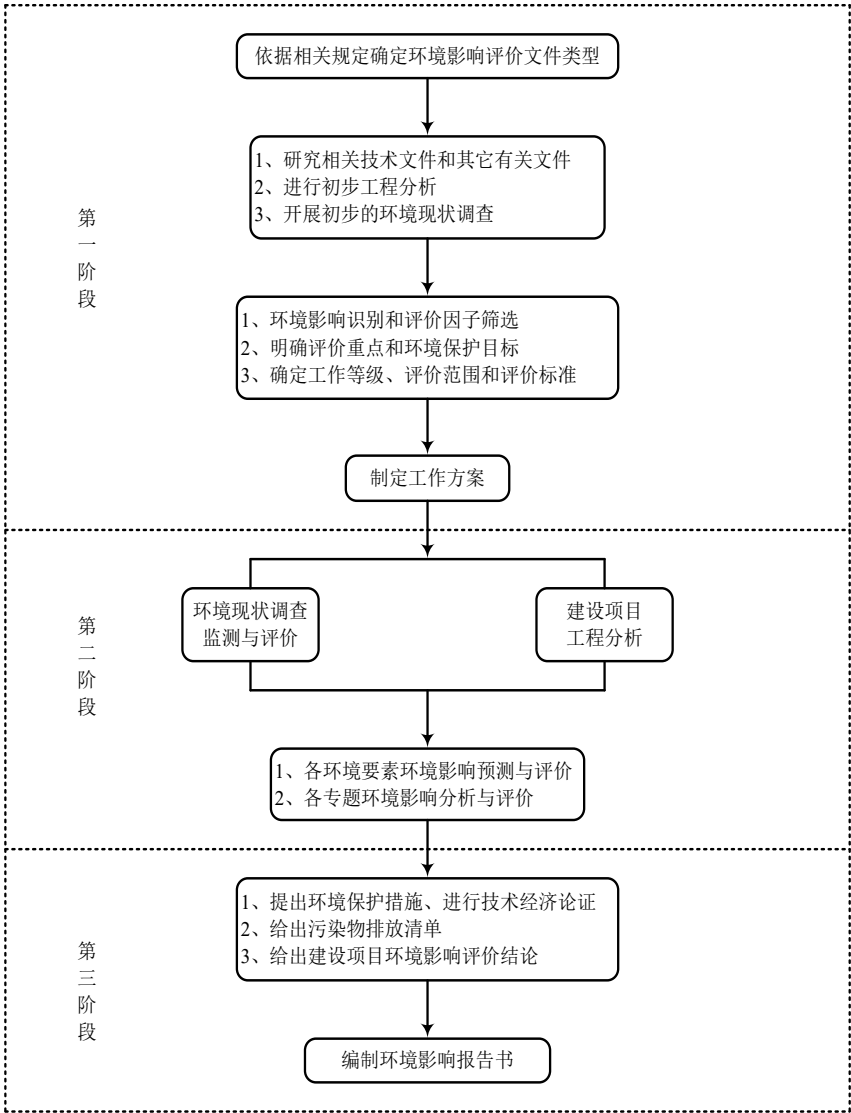 依据相关规定确定环境影响评价文件类型
1、研究相关技术文件和其它有关文件
2、进行初步工程分析
3、开展初步的环境现状调查
第一阶段
1、环境影响识别和评价因子筛选
2、明确评价重点和环境保护目标
3、确定工作等级、评价范围和评价标准
制定工作方案
第二阶段
环境现状调查
监测与评价
建设项目
工程分析
1、各环境要素环境影响预测与评价
2、各专题环境影响分析与评价
第三阶段
1、提出环境保护措施、进行技术经济论证
2、给出污染物排放清单
3、给出建设项目环境影响评价结论
编制环境影响报告书